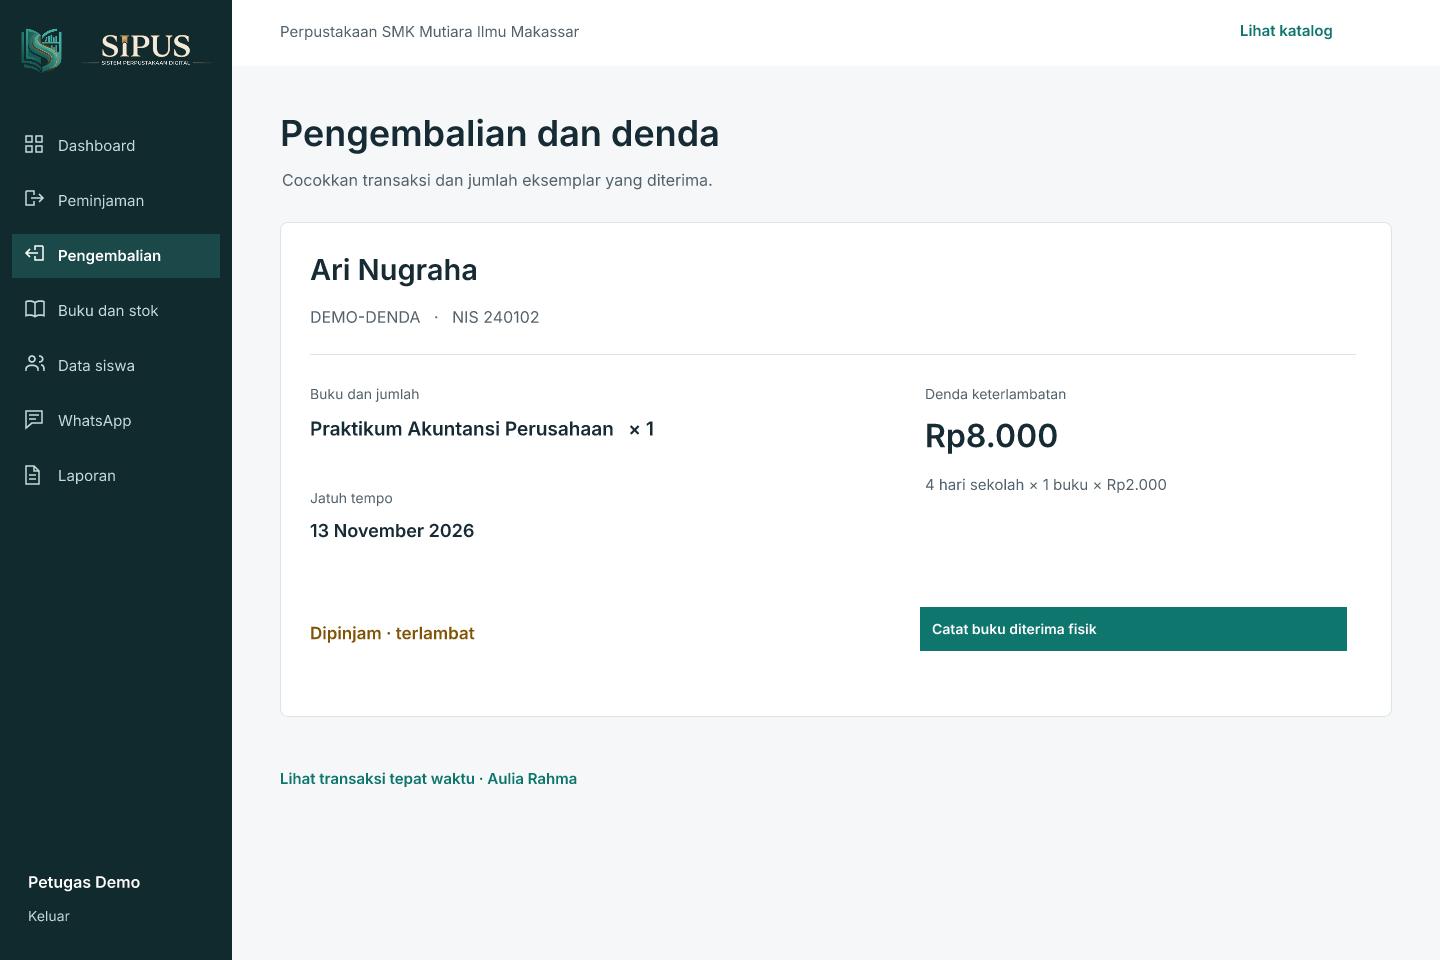 SIPUS
SISTEM PERPUSTAKAAN DIGITAL
Dashboard
Peminjaman
Pengembalian
Buku dan stok
Data siswa
WhatsApp
Laporan
Petugas Demo
Keluar
Perpustakaan SMK Mutiara Ilmu Makassar
Lihat katalog
Pengembalian dan denda
Cocokkan transaksi dan jumlah eksemplar yang diterima.
Ari Nugraha
DEMO-DENDA · NIS 240102
Buku dan jumlah
Praktikum Akuntansi Perusahaan × 1
Jatuh tempo
13 November 2026
Dipinjam · terlambat
Denda keterlambatan
Rp8.000
4 hari sekolah × 1 buku × Rp2.000
Catat buku diterima fisik
Lihat transaksi tepat waktu · Aulia Rahma